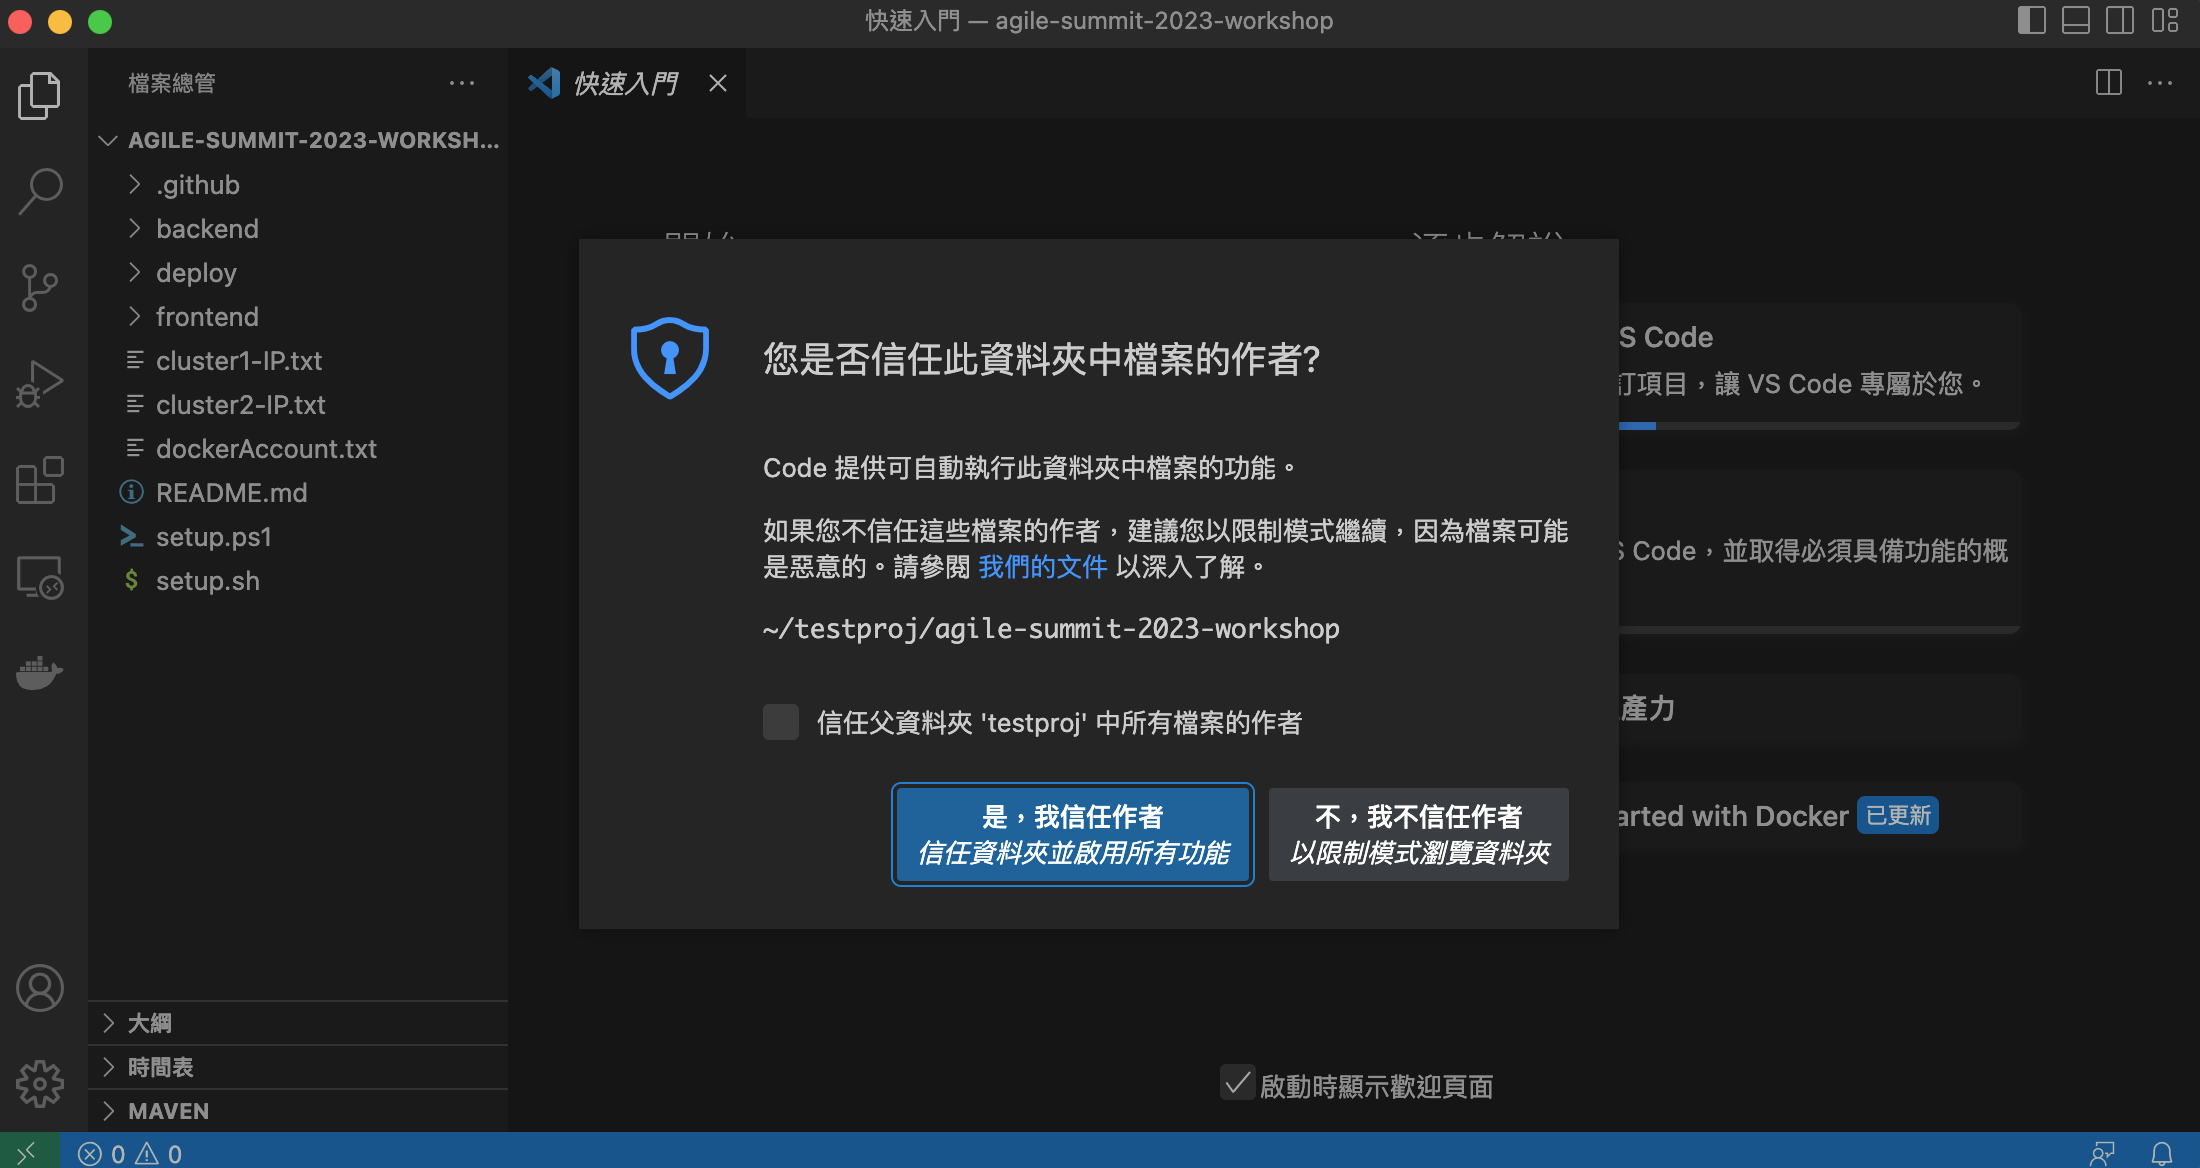 快速入門 — agile-summit-2023-workshop
檔案總管
快速入門
AGILE-SUMMIT-2023-WORKSH...
.github
backend
deploy
frontend
cluster1-IP.txt
cluster2-IP.txt
dockerAccount.txt
README.md
setup.ps1
setup.sh
大綱
時間表
MAVEN
您是否信任此資料夾中檔案的作者?
Code 提供可自動執行此資料夾中檔案的功能。
如果您不信任這些檔案的作者，建議您以限制模式繼續，因為檔案可能
是惡意的。請參閱 我們的文件 以深入了解。
~/testproj/agile-summit-2023-workshop
信任父資料夾 'testproj' 中所有檔案的作者
是，我信任作者
信任資料夾並啟用所有功能
不，我不信任作者
以限制模式瀏覽資料夾
S Code
訂項目，讓 VS Code 專屬於您。
S Code，並取得必須具備功能的概
產力
arted with Docker 已更新
啟動時顯示歡迎頁面
0 0